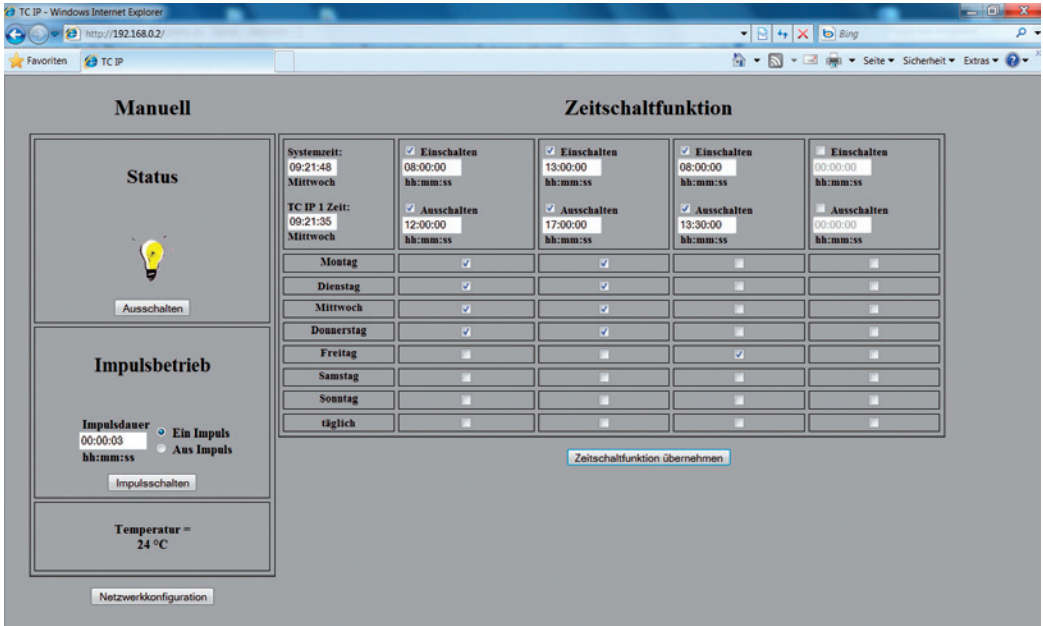 TC IP - Windows Internet Explorer
http://192.168.0.2/
Bing
Favoriten
TC IP
Seite
Sicherheit
Extras
Manuell
Zeitschaltfunktion
Status
Ausschalten
Impulsbetrieb
Impulsdauer
00:00:03
hh:mm:ss
Ein Impuls
Aus Impuls
Impulsschalten
Temperatur =
24 °C
Netzwerkkonfiguration
Systemzeit:
09:21:48
Mittwoch
TC IP 1 Zeit:
09:21:35
Mittwoch
Einschalten
08:00:00
hh:mm:ss
Ausschalten
12:00:00
hh:mm:ss
Einschalten
13:00:00
hh:mm:ss
Ausschalten
17:00:00
hh:mm:ss
Einschalten
08:00:00
hh:mm:ss
Ausschalten
13:30:00
hh:mm:ss
Einschalten
00:00:00
hh:mm:ss
Ausschalten
00:00:00
hh:mm:ss
Montag
Dienstag
Mittwoch
Donnerstag
Freitag
Samstag
Sonntag
täglich
Zeitschaltfunktion übernehmen